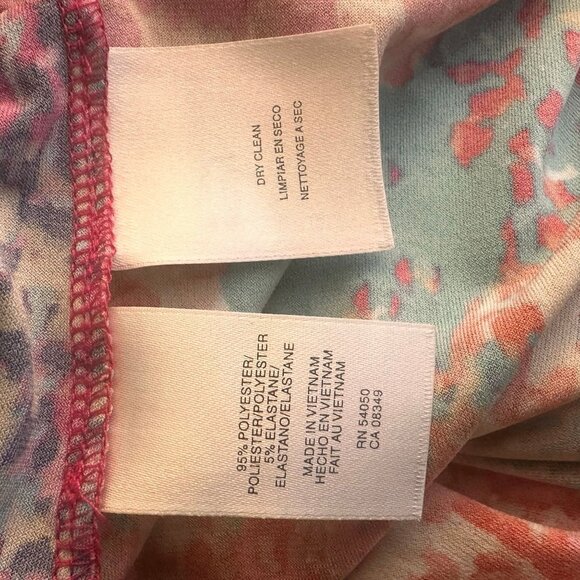 DRY CLEAN
LIMPIAR EN SECO
NETTOYAGE A SEC
95% POLYESTER/
POLIESTER/POLYESTER
5% ELASTANE/
ELASTANO/ELASTANE
MADE IN VIETNAM
HECHO EN VIETNAM
FAIT AU VIETNAM
RN 54050
CA 08349